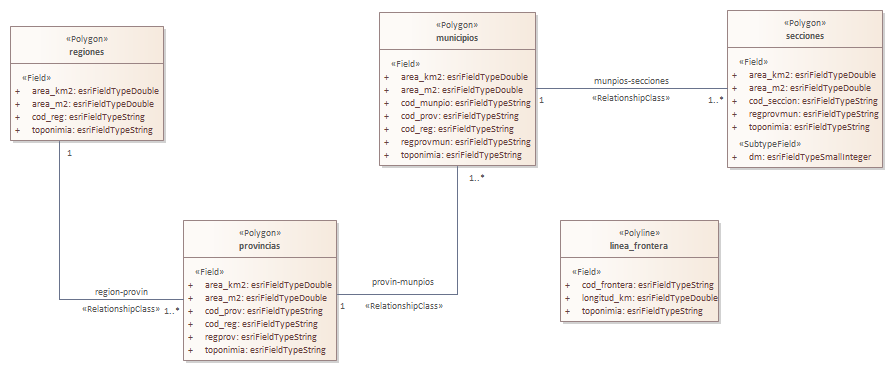 «Polygon»
regiones
«Field»
+ area_km2: esriFieldTypeDouble
+ area_m2: esriFieldTypeDouble
+ cod_reg: esriFieldTypeString
+ toponimia: esriFieldTypeString
«Polygon»
municipios
«Field»
+ area_km2: esriFieldTypeDouble
+ area_m2: esriFieldTypeDouble
+ cod_munpio: esriFieldTypeString
+ cod_prov: esriFieldTypeString
+ cod_reg: esriFieldTypeString
+ regprovmun: esriFieldTypeString
+ toponimia: esriFieldTypeString
munpios-secciones
1
«RelationshipClass»
1..*
«Polygon»
secciones
«Field»
+ area_km2: esriFieldTypeDouble
+ area_m2: esriFieldTypeDouble
+ cod_seccion: esriFieldTypeString
+ regprovmun: esriFieldTypeString
+ toponimia: esriFieldTypeString
«SubtypeField»
+ dm: esriFieldTypeSmallInteger
1
region-provin
«RelationshipClass»
1..*
«Polygon»
provincias
«Field»
+ area_km2: esriFieldTypeDouble
+ area_m2: esriFieldTypeDouble
+ cod_prov: esriFieldTypeString
+ cod_reg: esriFieldTypeString
+ regprov: esriFieldTypeString
+ toponimia: esriFieldTypeString
1..*
provin-munpios
1
«RelationshipClass»
«Polyline»
linea_frontera
«Field»
+ cod_frontera: esriFieldTypeString
+ longitud_km: esriFieldTypeDouble
+ toponimia: esriFieldTypeString